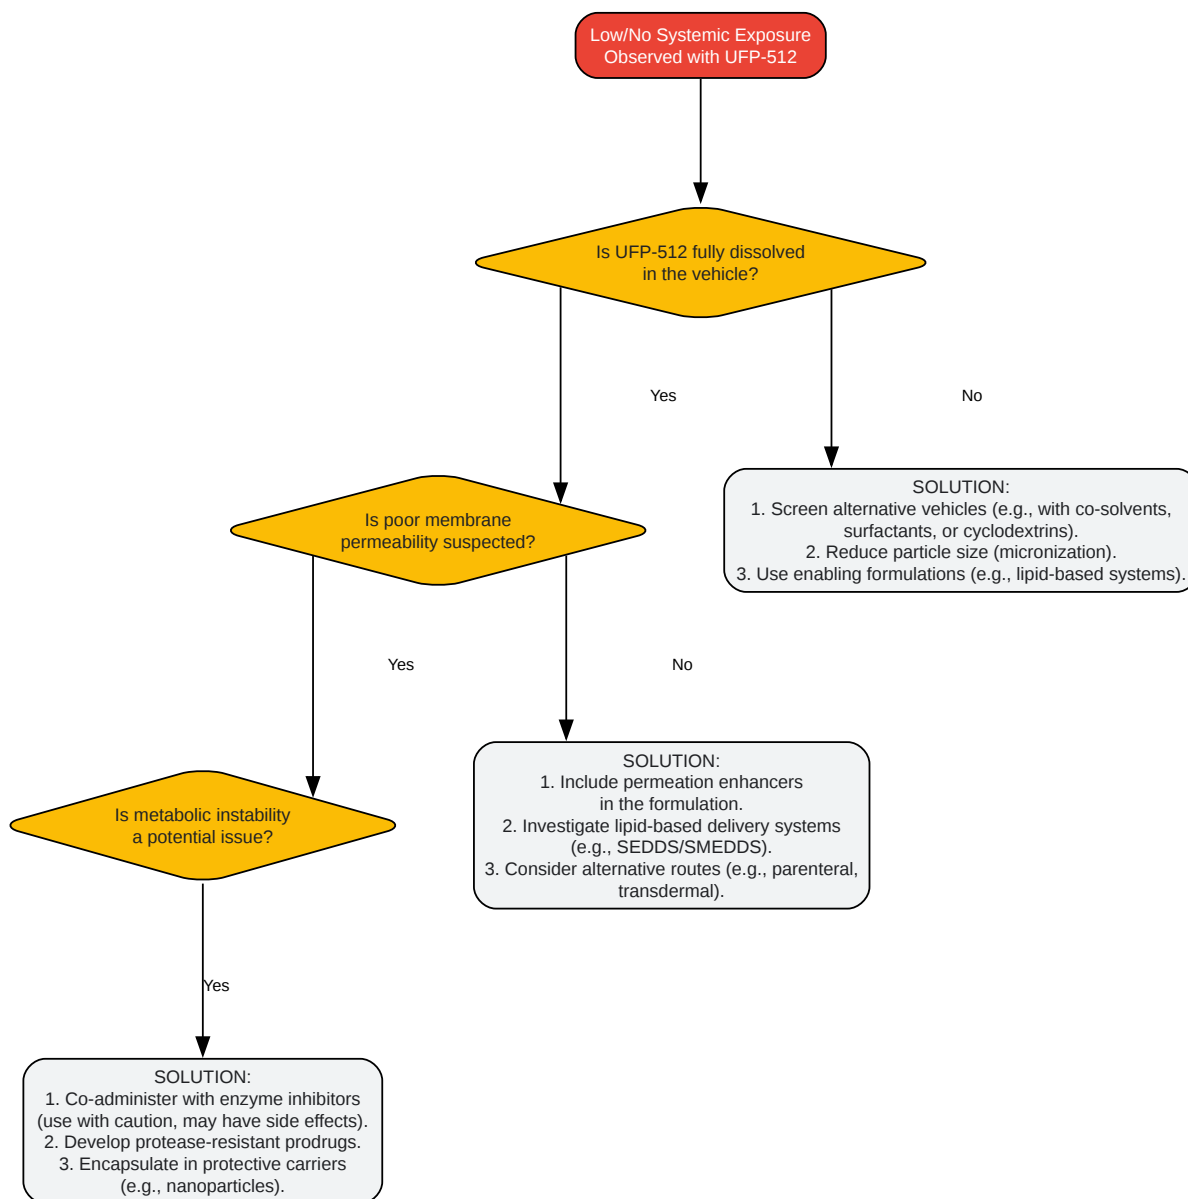 Low/No Systemic Exposure
Observed with UFP-512
Is UFP-512 fully dissolved
in the vehicle?
Yes
No
SOLUTION:
1. Screen alternative vehicles (e.g., with co-solvents,
surfactants, or cyclodextrins).
2. Reduce particle size (micronization).
3. Use enabling formulations (e.g., lipid-based systems).
Is poor membrane
permeability suspected?
Yes
No
SOLUTION:
1. Include permeation enhancers
in the formulation.
2. Investigate lipid-based delivery systems
(e.g., SEDDS/SMEDDS).
3. Consider alternative routes (e.g., parenteral,
transdermal).
Is metabolic instability
a potential issue?
Yes
SOLUTION:
1. Co-administer with enzyme inhibitors
(use with caution, may have side effects).
2. Develop protease-resistant prodrugs.
3. Encapsulate in protective carriers
(e.g., nanoparticles).